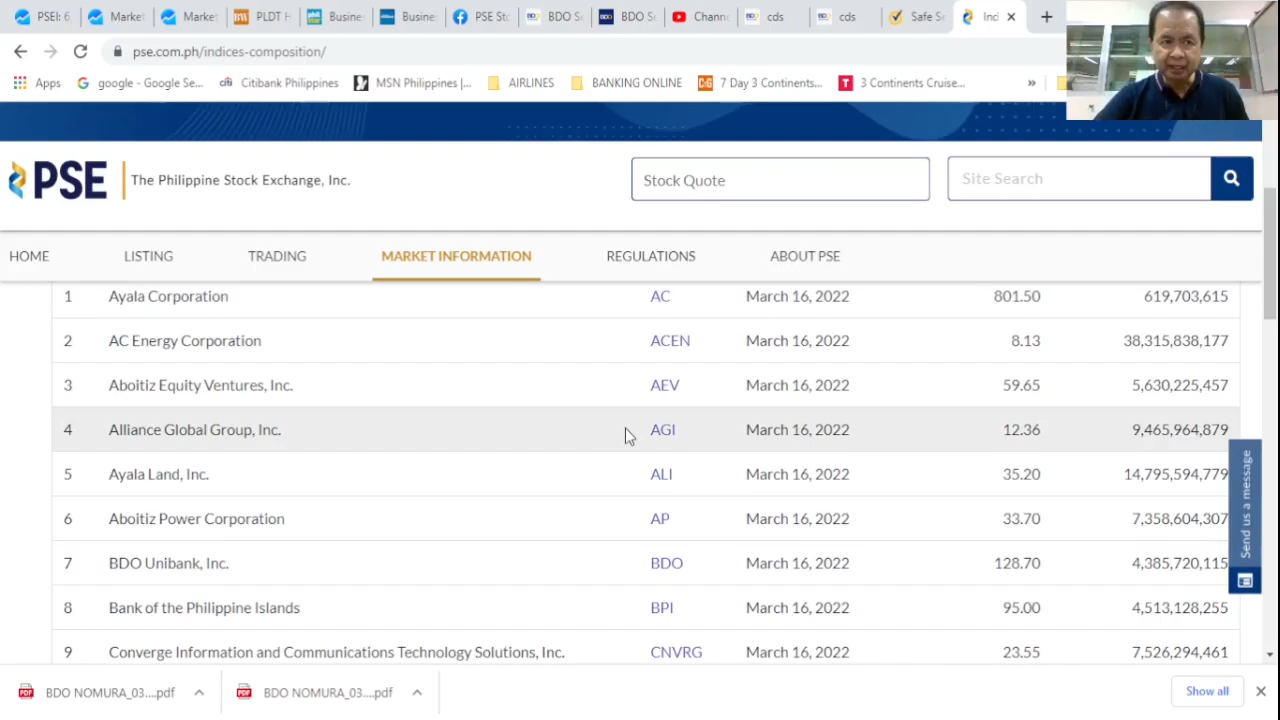 PSEi: 6,
Market
Market
PLDT H
Busine
Busine
PSE St
BDO Se
BDO Se
Chann
cds
cds
Safe S
Ind
pse.com.ph/indices-composition/
Apps
google - Google Se...
Citibank Philippines
MSN Philippines |...
AIRLINES
BANKING ONLINE
7 Day 3 Continents...
3 Continents Cruise...
»
PSE
The Philippine Stock Exchange, Inc.
Stock Quote
Site Search
HOME LISTING TRADING MARKET INFORMATION REGULATIONS ABOUT PSE
1 Ayala Corporation AC March 16, 2022 801.50 619,703,615
2 AC Energy Corporation ACEN March 16, 2022 8.13 38,315,838,177
3 Aboitiz Equity Ventures, Inc. AEV March 16, 2022 59.65 5,630,225,457
4 Alliance Global Group, Inc. AGI March 16, 2022 12.36 9,465,964,879
5 Ayala Land, Inc. ALI March 16, 2022 35.20 14,795,594,779
6 Aboitiz Power Corporation AP March 16, 2022 33.70 7,358,604,307
7 BDO Unibank, Inc. BDO March 16, 2022 128.70 4,385,720,115
8 Bank of the Philippine Islands BPI March 16, 2022 95.00 4,513,128,255
9 Converge Information and Communications Technology Solutions, Inc. CNVRG March 16, 2022 23.55 7,526,294,461
Send us a message
BDO NOMURA_03....pdf
BDO NOMURA_03....pdf
Show all